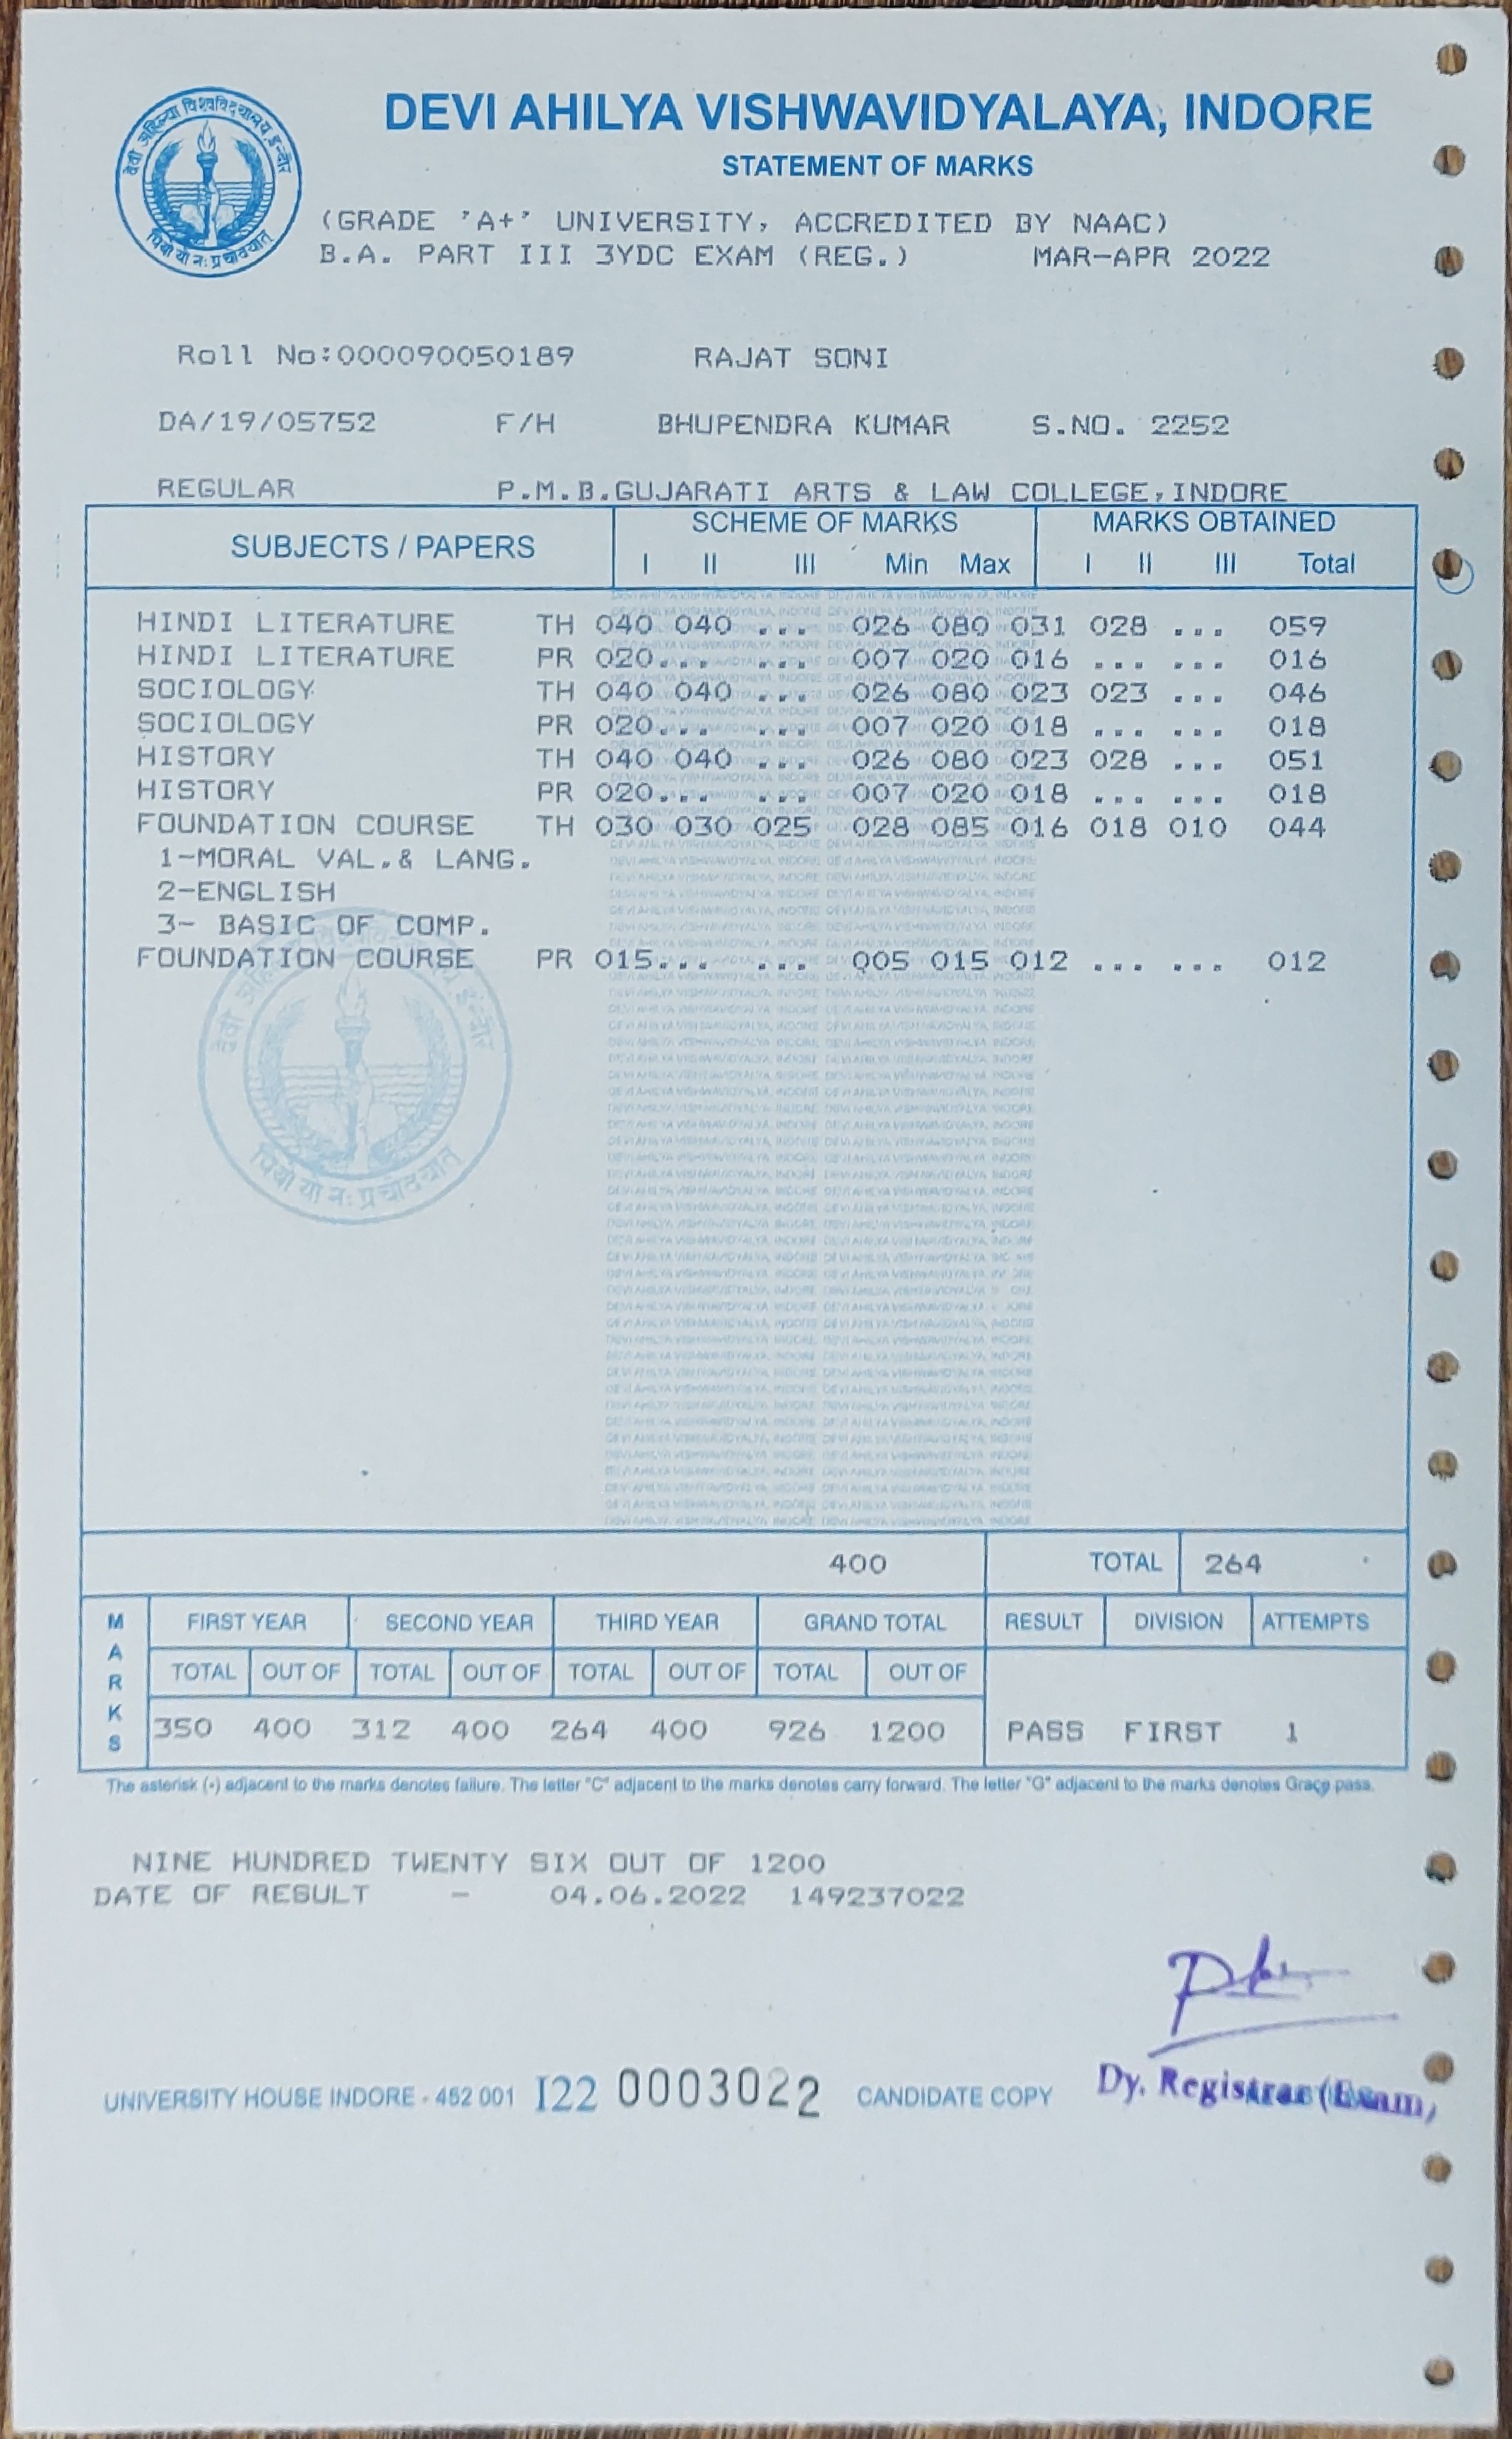 देवी अहिल्या विश्वविद्यालय इन्दौर
धियो यो नः प्रचोदयात्
DEVI AHILYA VISHWAVIDYALAYA, INDORE
STATEMENT OF MARKS
(GRADE 'A+' UNIVERSITY, ACCREDITED BY NAAC)
B.A. PART III 3YDC EXAM (REG.) MAR-APR 2022
Roll No:000090050189 RAJAT SONI
DA/19/05752 F/H BHUPENDRA KUMAR S.NO. 2252
REGULAR P.M.B.GUJARATI ARTS & LAW COLLEGE,INDORE
SUBJECTS / PAPERS SCHEME OF MARKS MARKS OBTAINED
I II III Min Max I II III Total
HINDI LITERATURE TH 040 040 ... 026 080 031 028 ... 059
HINDI LITERATURE PR 020... ... 007 020 016 ... ... 016
SOCIOLOGY TH 040 040 ... 026 080 023 023 ... 046
SOCIOLOGY PR 020... ... 007 020 018 ... ... 018
HISTORY TH 040 040 ... 026 080 023 028 ... 051
HISTORY PR 020... ... 007 020 018 ... ... 018
FOUNDATION COURSE TH 030 030 025 028 085 016 018 010 044
1-MORAL VAL.& LANG.
2-ENGLISH
3- BASIC OF COMP.
FOUNDATION COURSE PR 015... ... 005 015 012 ... ... 012
धियो यो नः प्रचोदयात्
400 TOTAL 264
MARKS FIRST YEAR SECOND YEAR THIRD YEAR GRAND TOTAL RESULT DIVISION ATTEMPTS
TOTAL OUT OF TOTAL OUT OF TOTAL OUT OF TOTAL OUT OF
350 400 312 400 264 400 926 1200 PASS FIRST 1
The asterisk (*) adjacent to the marks denotes failure. The letter "C" adjacent to the marks denotes carry forward. The letter "G" adjacent to the marks denotes Grace pass.
NINE HUNDRED TWENTY SIX OUT OF 1200
DATE OF RESULT - 04.06.2022 149237022
UNIVERSITY HOUSE INDORE - 452 001 I22 0003022 CANDIDATE COPY Dy. Registrar (Exam)